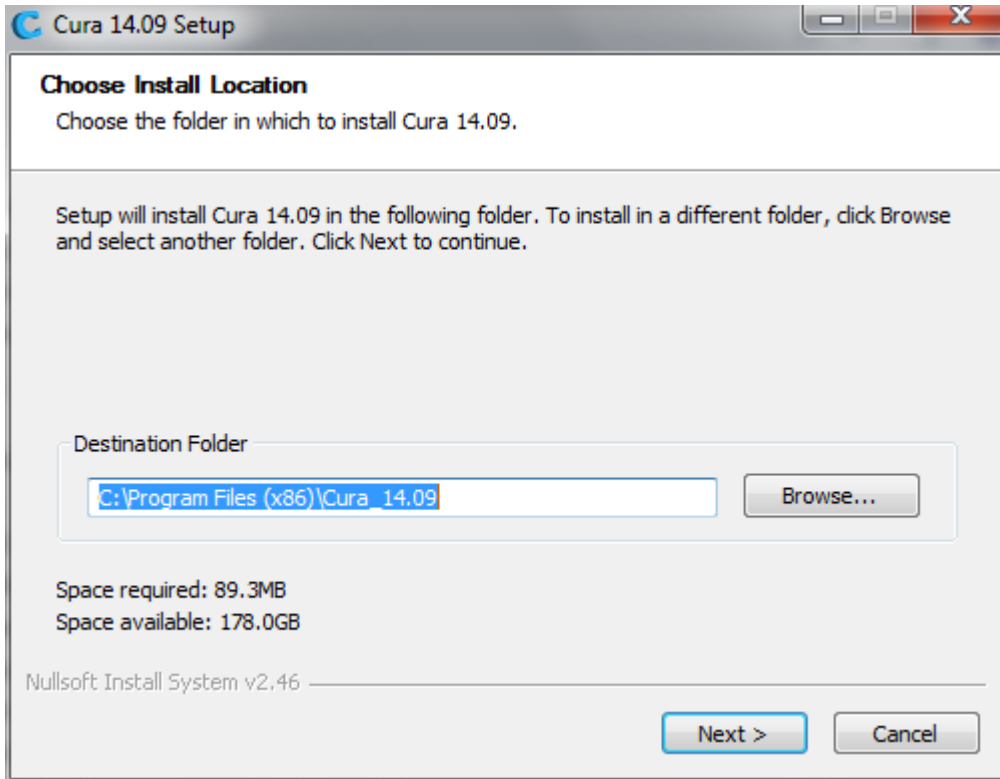 Cura 14.09 Setup
Choose Install Location
Choose the folder in which to install Cura 14.09.
Setup will install Cura 14.09 in the following folder. To install in a different folder, click Browse
and select another folder. Click Next to continue.
Destination Folder
C:\Program Files (x86)\Cura_14.09
Browse...
Space required: 89.3MB
Space available: 178.0GB
Nullsoft Install System v2.46
Next >
Cancel